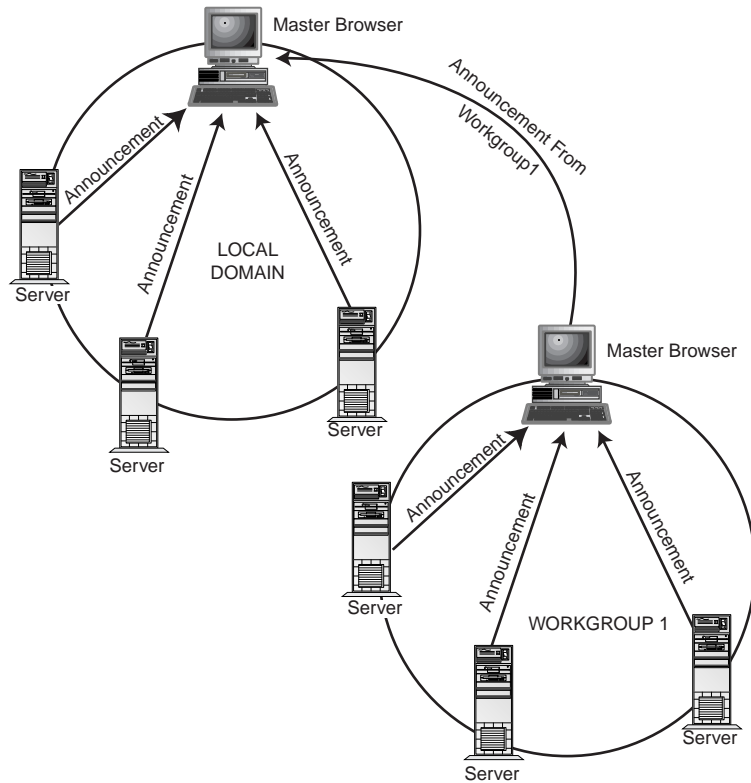 Master Browser
Announcement From
Workgroup1
Announcement
Announcement
Announcement
LOCAL
DOMAIN
Server
Server
Server
Master Browser
Announcement
Announcement
Announcement
WORKGROUP 1
Server
Server
Server